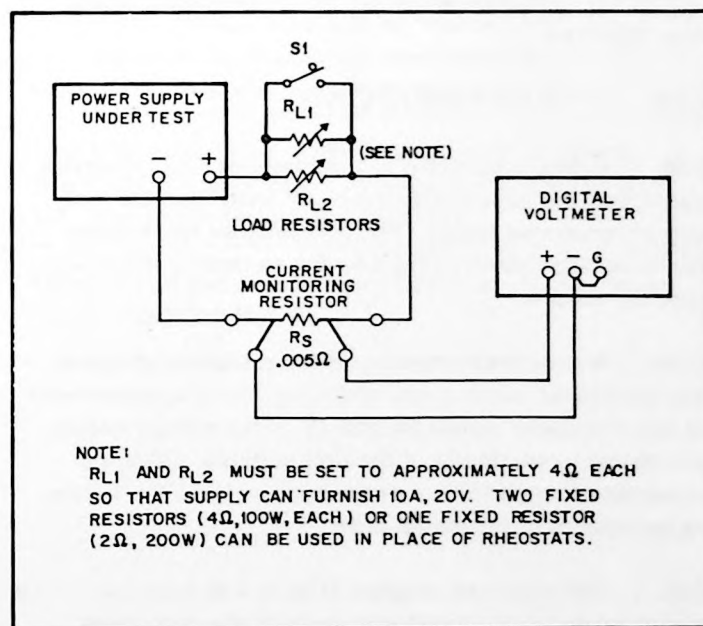 S1
POWER SUPPLY
UNDER TEST
RL1
- +
(SEE NOTE)
RL2
LOAD RESISTORS
DIGITAL
VOLTMETER
+ - G
CURRENT
MONITORING
RESISTOR
RS
.005Ω
NOTE:
RL1 AND RL2 MUST BE SET TO APPROXIMATELY 4Ω EACH
SO THAT SUPPLY CAN FURNISH 10A, 20V. TWO FIXED
RESISTORS (4Ω, 100W, EACH) OR ONE FIXED RESISTOR
(2Ω, 200W) CAN BE USED IN PLACE OF RHEOSTATS.